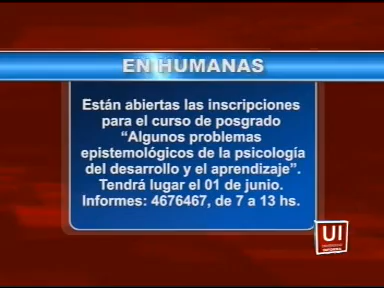 EN HUMANAS
Están abiertas las inscripciones
para el curso de posgrado
“Algunos problemas
epistemológicos de la psicología
del desarrollo y el aprendizaje”.
Tendrá lugar el 01 de junio.
Informes: 4676467, de 7 a 13 hs.
UI